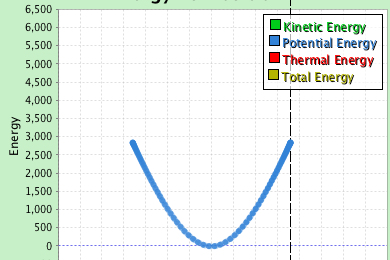 6,500
6,000
5,500
5,000
4,500
4,000
3,500
3,000
2,500
2,000
1,500
1,000
500
0
Energy
Kinetic Energy
Potential Energy
Thermal Energy
Total Energy